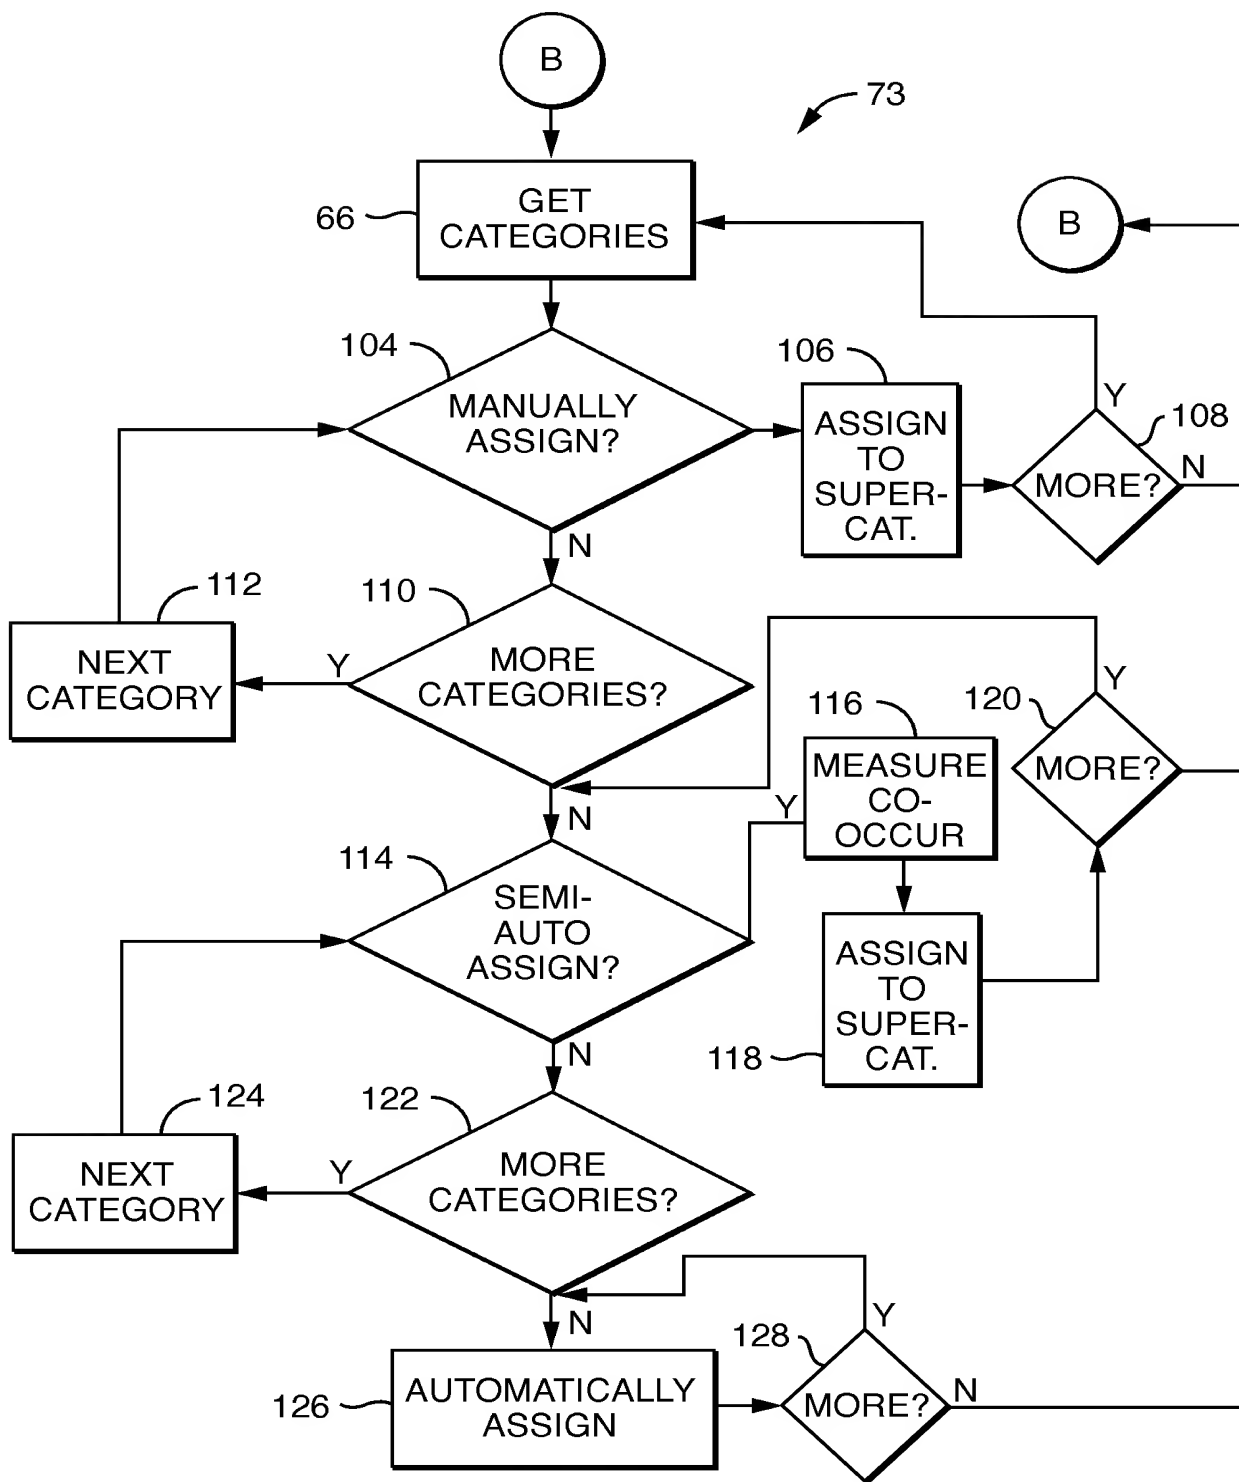 B
73
66
GET
CATEGORIES
B
104
MANUALLY
ASSIGN?
106
ASSIGN
TO
SUPER-
CAT.
Y
108
MORE?
N
N
112
NEXT
CATEGORY
110
Y
MORE
CATEGORIES?
N
116
MEASURE
CO-
OCCUR
Y
120
MORE?
Y
114
SEMI-
AUTO
ASSIGN?
118
ASSIGN
TO
SUPER-
CAT.
N
124
NEXT
CATEGORY
122
Y
MORE
CATEGORIES?
N
126
AUTOMATICALLY
ASSIGN
128
Y
MORE?
N